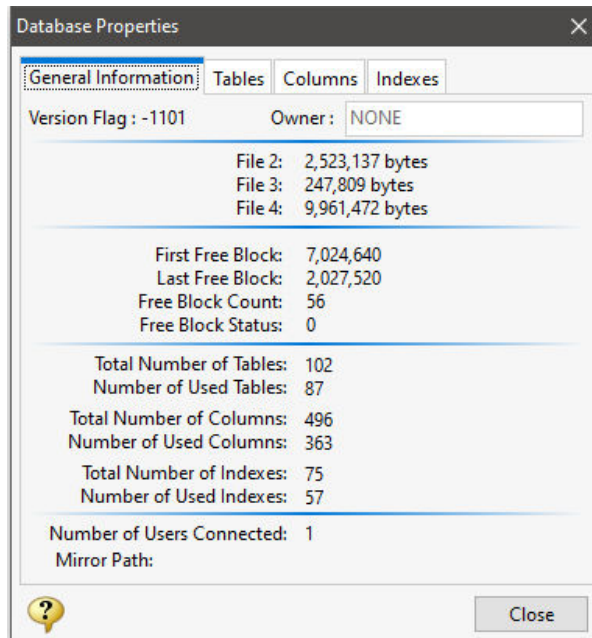 Database Properties
General Information Tables Columns Indexes
Version Flag : -1101 Owner : NONE
File 2: 2,523,137 bytes
File 3: 247,809 bytes
File 4: 9,961,472 bytes
First Free Block: 7,024,640
Last Free Block: 2,027,520
Free Block Count: 56
Free Block Status: 0
Total Number of Tables: 102
Number of Used Tables: 87
Total Number of Columns: 496
Number of Used Columns: 363
Total Number of Indexes: 75
Number of Used Indexes: 57
Number of Users Connected: 1
Mirror Path:
? Close